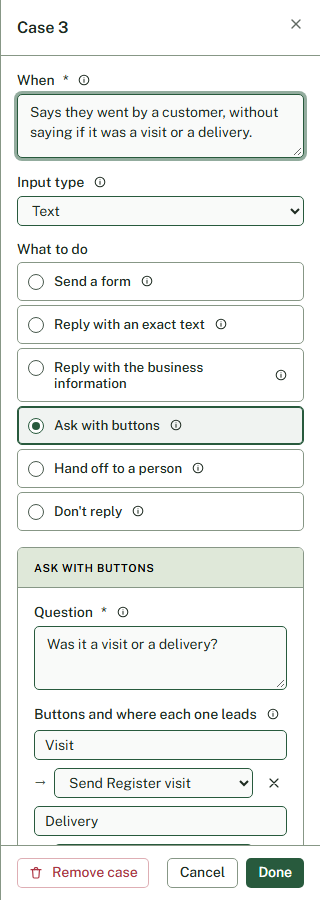 Case 3
When *
Says they went by a customer, without
saying if it was a visit or a delivery.
Input type
Text
What to do
Send a form
Reply with an exact text
Reply with the business
information
Ask with buttons
Hand off to a person
Don't reply
ASK WITH BUTTONS
Question *
Was it a visit or a delivery?
Buttons and where each one leads
Visit
→ Send Register visit
Delivery
Remove case
Cancel
Done